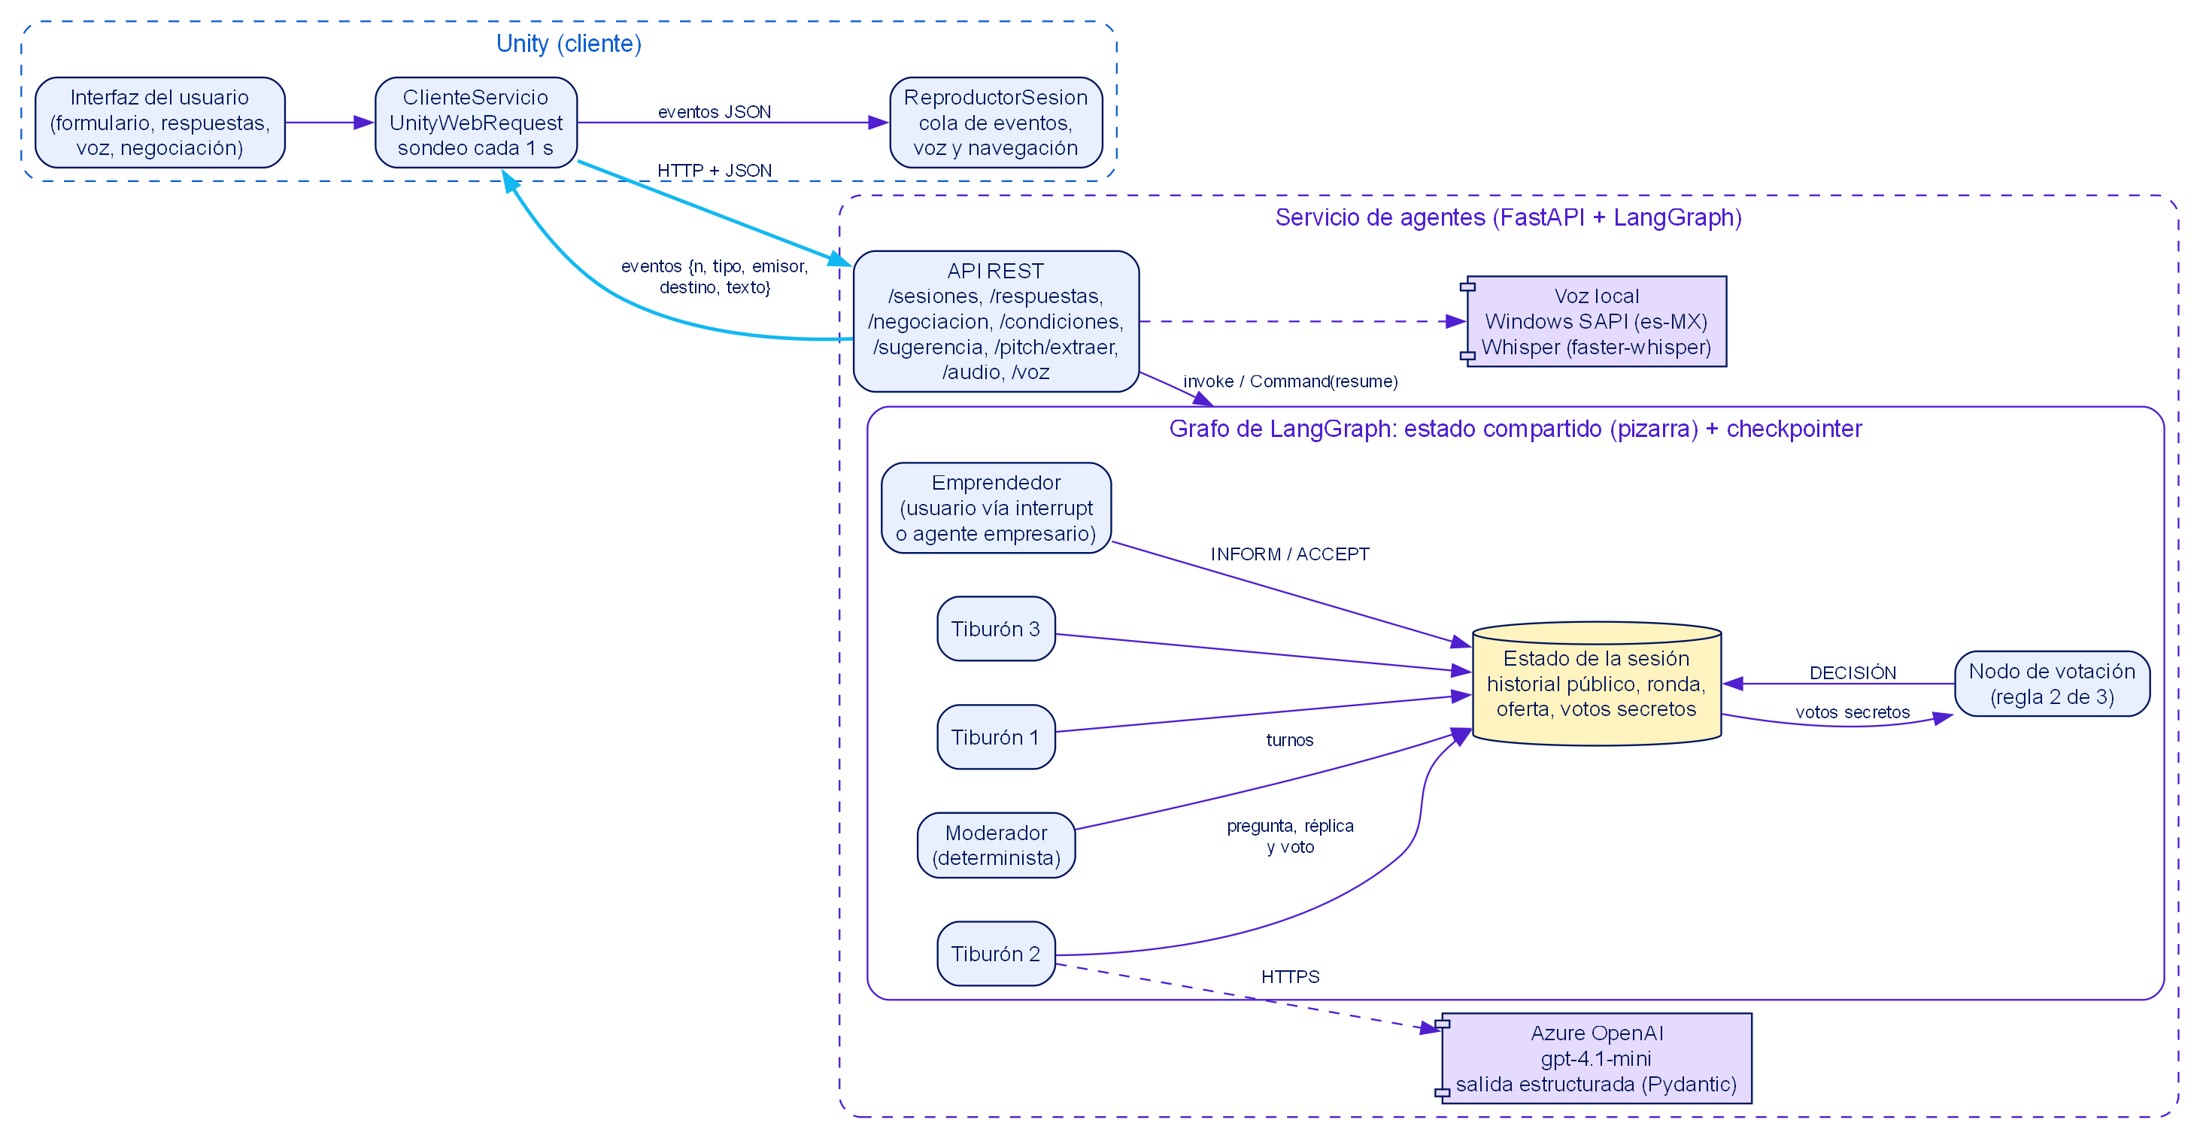 Unity (cliente)
Interfaz del usuario
(formulario, respuestas,
voz, negociación)
ClienteServicio
UnityWebRequest
sondeo cada 1 s
eventos JSON
ReproductorSesion
cola de eventos,
voz y navegación
HTTP + JSON
eventos {n, tipo, emisor,
destino, texto}
Servicio de agentes (FastAPI + LangGraph)
API REST
/sesiones, /respuestas,
/negociacion, /condiciones,
/sugerencia, /pitch/extraer,
/audio, /voz
Voz local
Windows SAPI (es-MX)
Whisper (faster-whisper)
invoke / Command(resume)
Grafo de LangGraph: estado compartido (pizarra) + checkpointer
Emprendedor
(usuario vía interrupt
o agente empresario)
INFORM / ACCEPT
Tiburón 3
Tiburón 1
turnos
Moderador
(determinista)
pregunta, réplica
y voto
Tiburón 2
HTTPS
Estado de la sesión
historial público, ronda,
oferta, votos secretos
DECISIÓN
votos secretos
Nodo de votación
(regla 2 de 3)
Azure OpenAI
gpt-4.1-mini
salida estructurada (Pydantic)